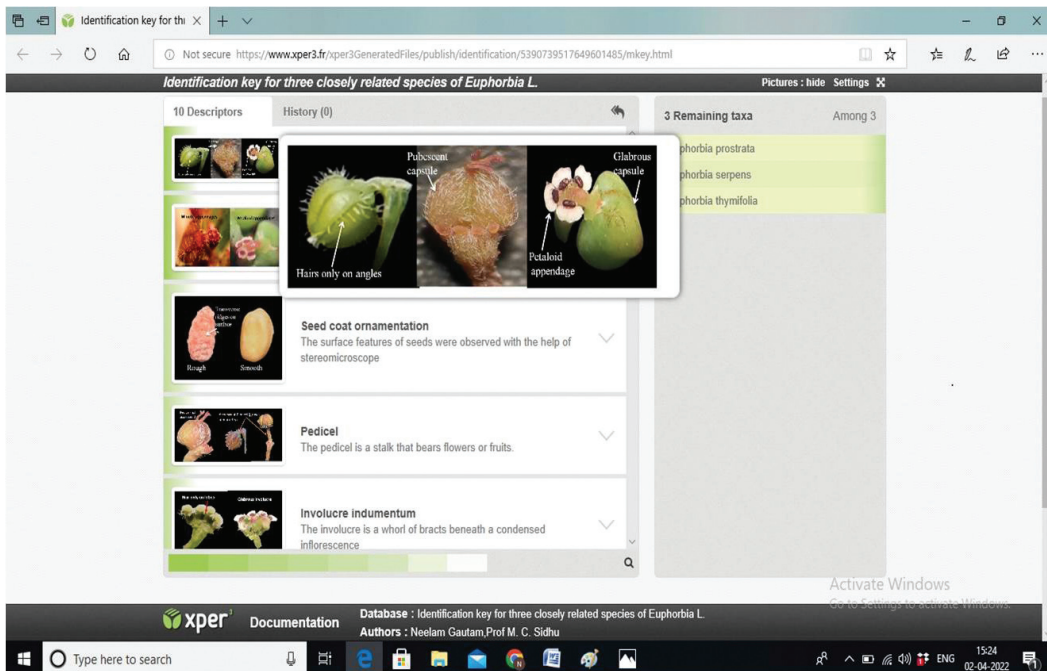 Identification key for thi
Not secure https://www.xper3.fr/xper3GeneratedFiles/publish/identification/5390739517649601485/mkey.html
Identification key for three closely related species of Euphorbia L.
Pictures : hide Settings
10 Descriptors History (0)
3 Remaining taxa Among 3
Pubescent capsule
Glabrous capsule
Petaloid appendage
Hairs only on angles
phorbia prostrata
phorbia serpens
phorbia thymifolia
Rough Smooth
Seed coat ornamentation
The surface features of seeds were observed with the help of
stereomicroscope
Pedicel
The pedicel is a stalk that bears flowers or fruits.
Involucre indumentum
The involucre is a whorl of bracts beneath a condensed
inflorescence
Activate Windows
Go to Settings to activate Windows.
xper³ Documentation
Database : Identification key for three closely related species of Euphorbia L.
Authors : Neelam Gautam,Prof M. C. Sidhu
Type here to search
ENG
15:24
02-04-2022